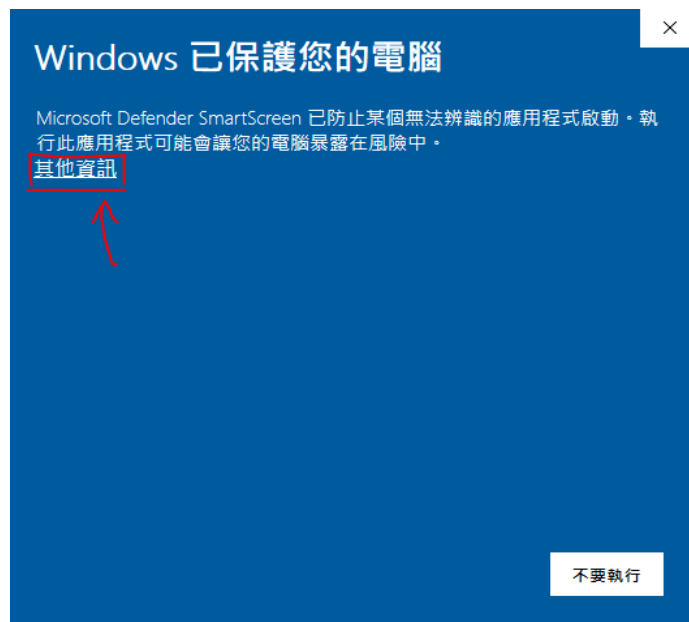 Windows 已保護您的電腦
Microsoft Defender SmartScreen 已防止某個無法辨識的應用程式啟動。執
行此應用程式可能會讓您的電腦暴露在風險中。
其他資訊
不要執行